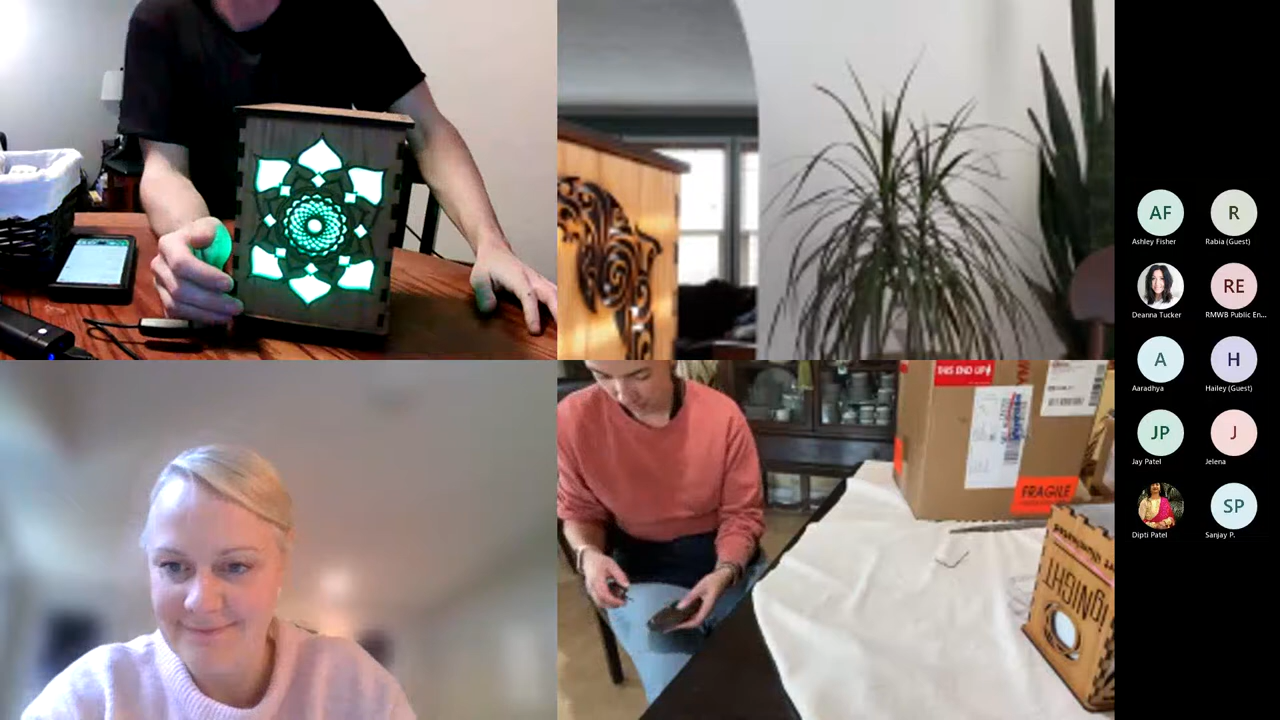 THIS END UP
FRAGILE
igNIGHT
AF
R
Ashley Fisher
Rabia (Guest)
RE
Deanna Tucker
RMWB Public En...
A
H
Aaradhya
Hailey (Guest)
JP
J
Jay Patel
Jelena
SP
Dipti Patel
Sanjay P.